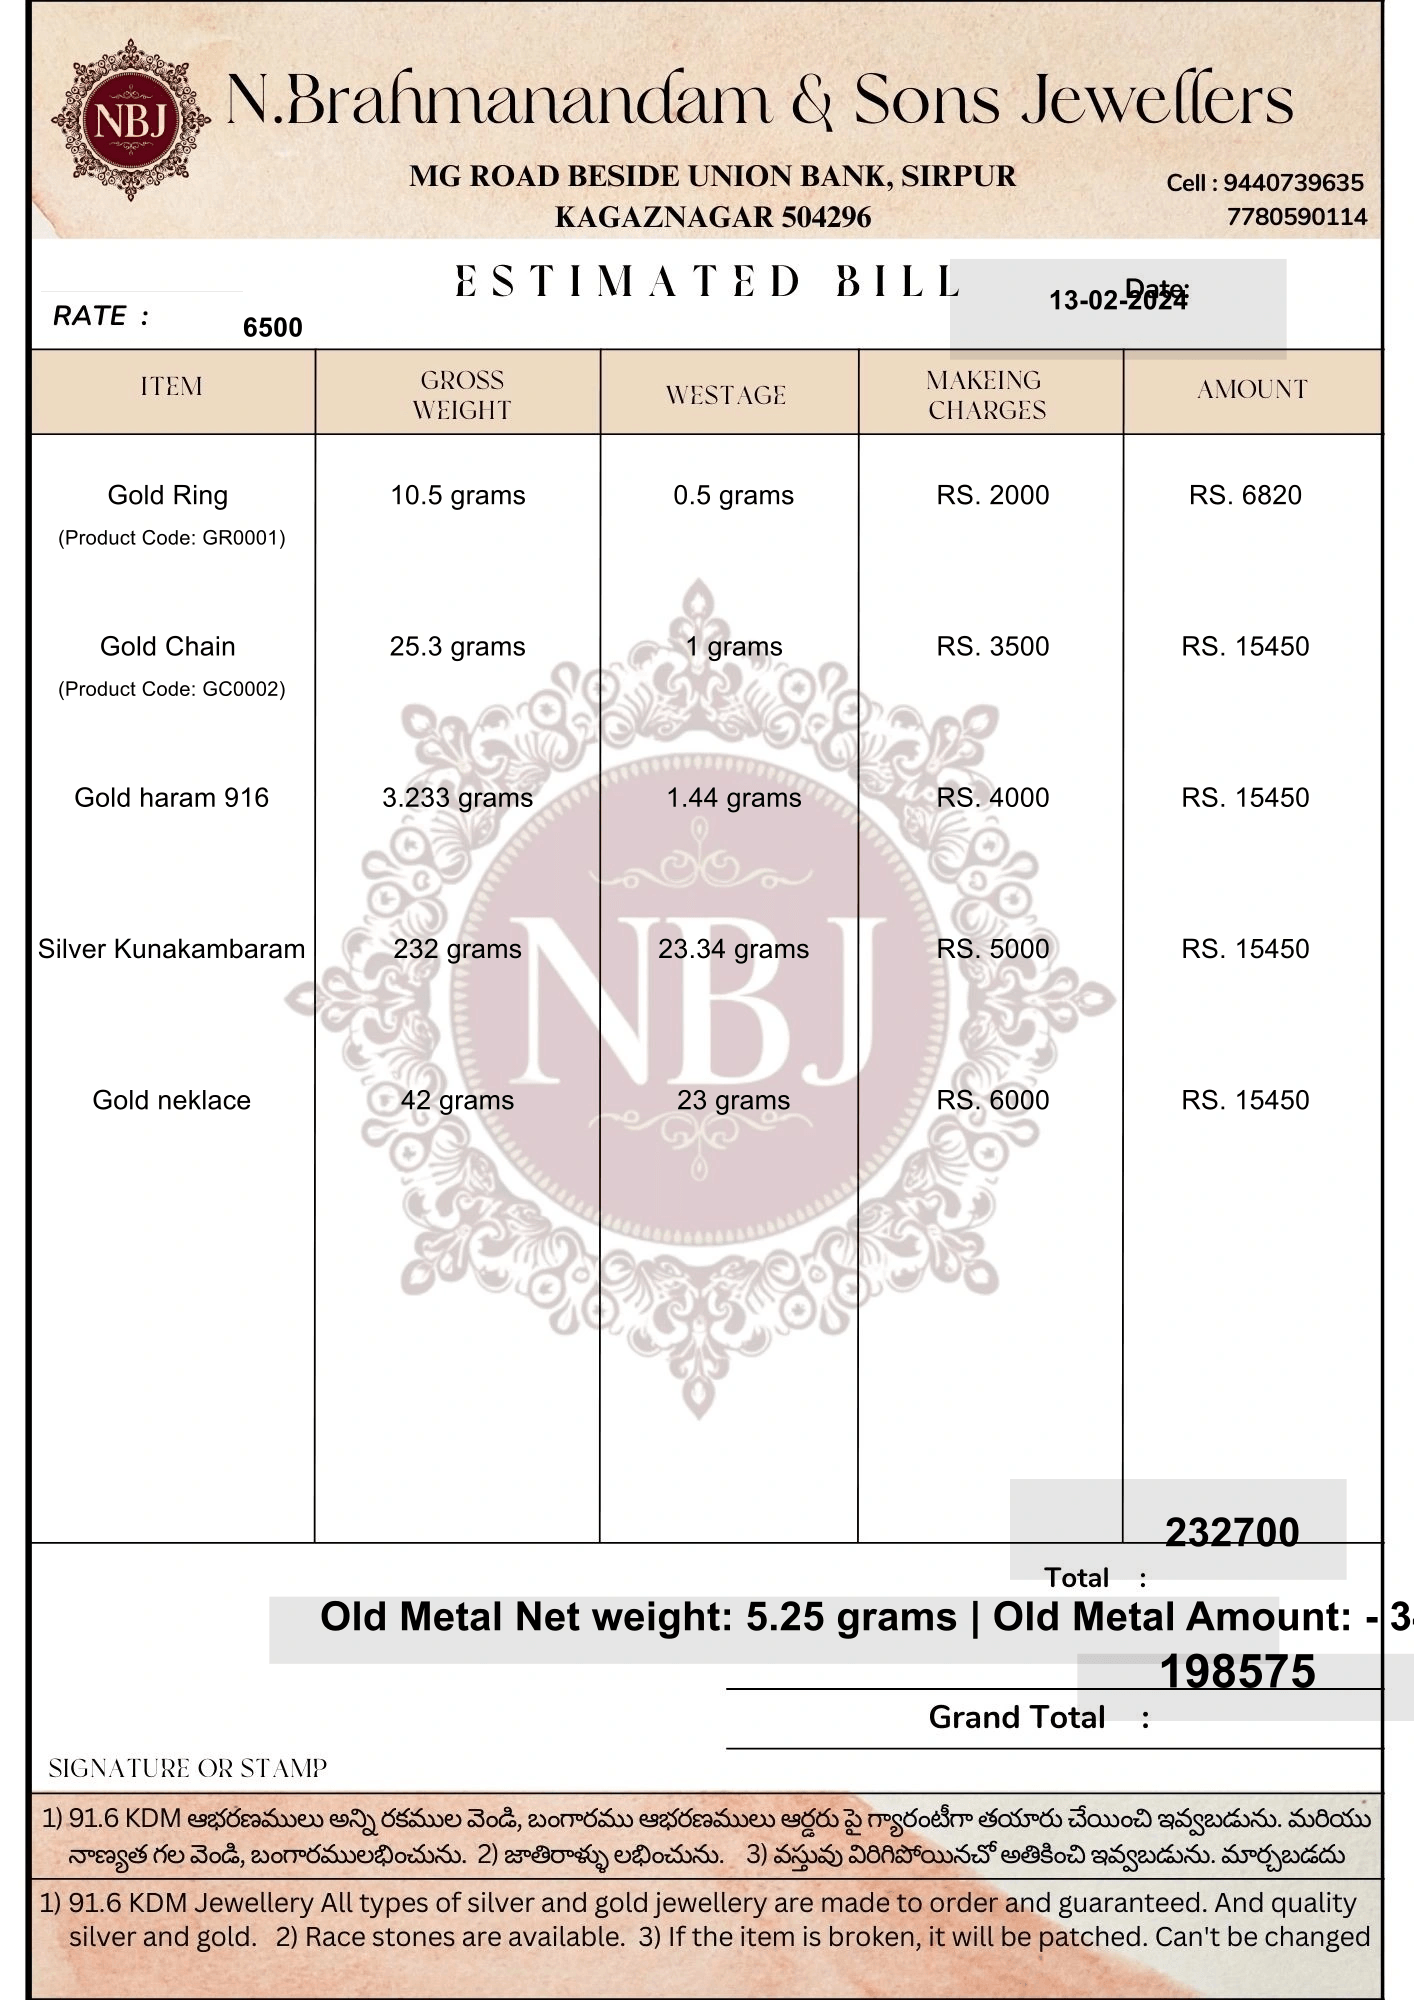 NBJ
N.Brahmanandam & Sons Jewellers
MG ROAD BESIDE UNION BANK, SIRPUR
KAGAZNAGAR 504296
Cell : 9440739635
7780590114
ESTIMATED BILL
Date:
13-02-2024
RATE :
6500
ITEM GROSS WEIGHT WESTAGE MAKEING CHARGES AMOUNT
Gold Ring 10.5 grams 0.5 grams RS. 2000 RS. 6820
(Product Code: GR0001)
Gold Chain 25.3 grams 1 grams RS. 3500 RS. 15450
(Product Code: GC0002)
Gold haram 916 3.233 grams 1.44 grams RS. 4000 RS. 15450
Silver Kunakambaram 232 grams 23.34 grams RS. 5000 RS. 15450
NBJ
Gold neklace 42 grams 23 grams RS. 6000 RS. 15450
232700
Total :
Old Metal Net weight: 5.25 grams | Old Metal Amount: - 3
198575
Grand Total :
SIGNATURE OR STAMP
1) 91.6 KDM ఆభరణములు అన్ని రకముల వెండి, బంగారము ఆభరణములు ఆర్డరు పై గ్యారంటీగా తయారు చేయించి ఇవ్వబడును. మరియు
నాణ్యత గల వెండి, బంగారములభించును. 2) జాతిరాళ్ళు లభించును. 3) వస్తువు విరిగిపోయినచో అతికించి ఇవ్వబడును. మార్చబడదు
1) 91.6 KDM Jewellery All types of silver and gold jewellery are made to order and guaranteed. And quality
silver and gold. 2) Race stones are available. 3) If the item is broken, it will be patched. Can't be changed